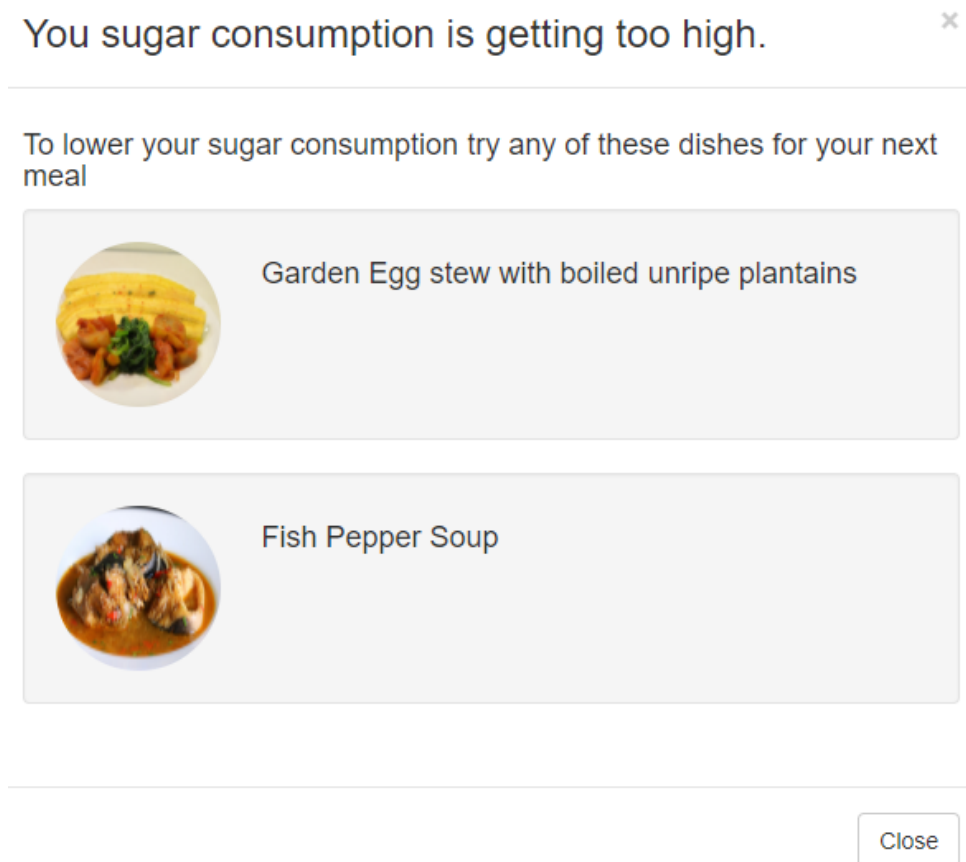 You sugar consumption is getting too high.
×
To lower your sugar consumption try any of these dishes for your next
meal
Garden Egg stew with boiled unripe plantains
Fish Pepper Soup
Close